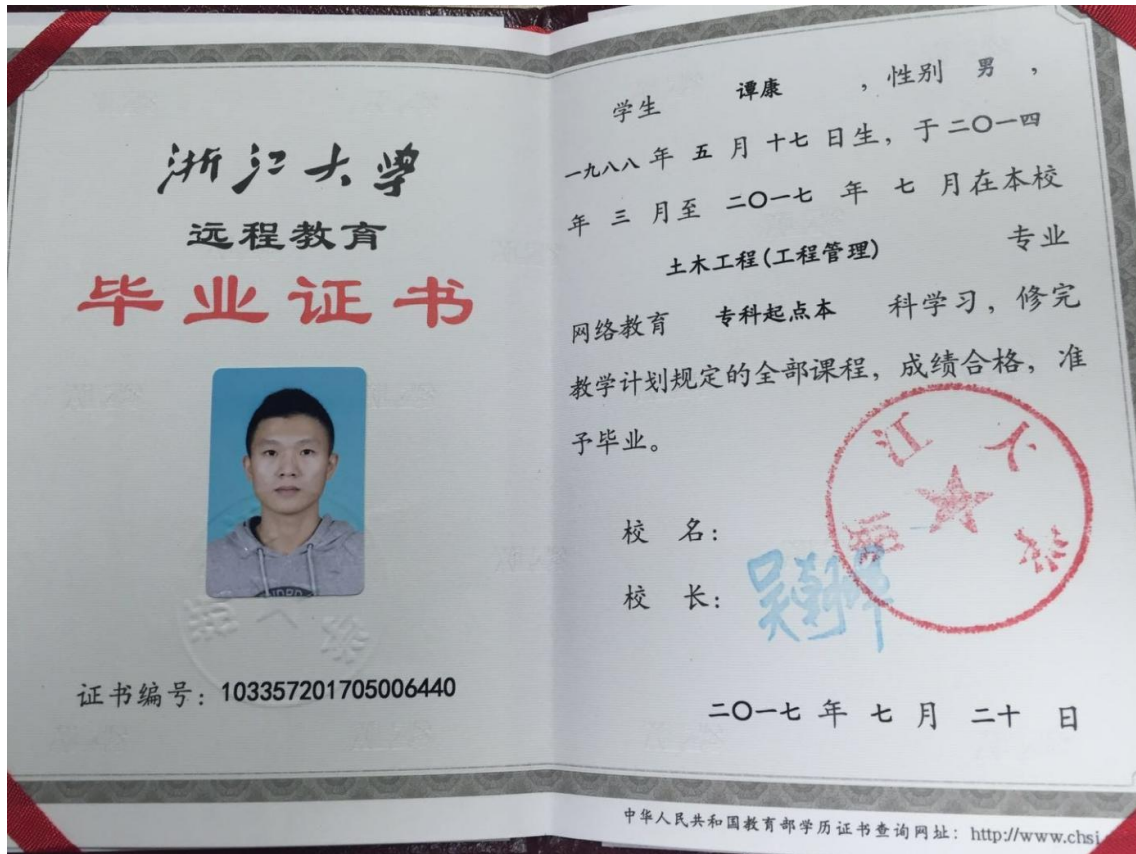 浙江大学
远程教育
毕业证书
证书编号：103357201705006440
学生 谭康 ，性别 男 ，
一九八八 年 五 月 十七 日生，于 二〇一四
年 三 月至 二〇一七 年 七 月在本校
土木工程(工程管理) 专业
网络教育 专科起点本 科学习，修完
教学计划规定的全部课程，成绩合格，准
予毕业。
校 名：
校 长：
二〇一七 年 七 月 二十 日
中华人民共和国教育部学历证书查询网址：http://www.chsi